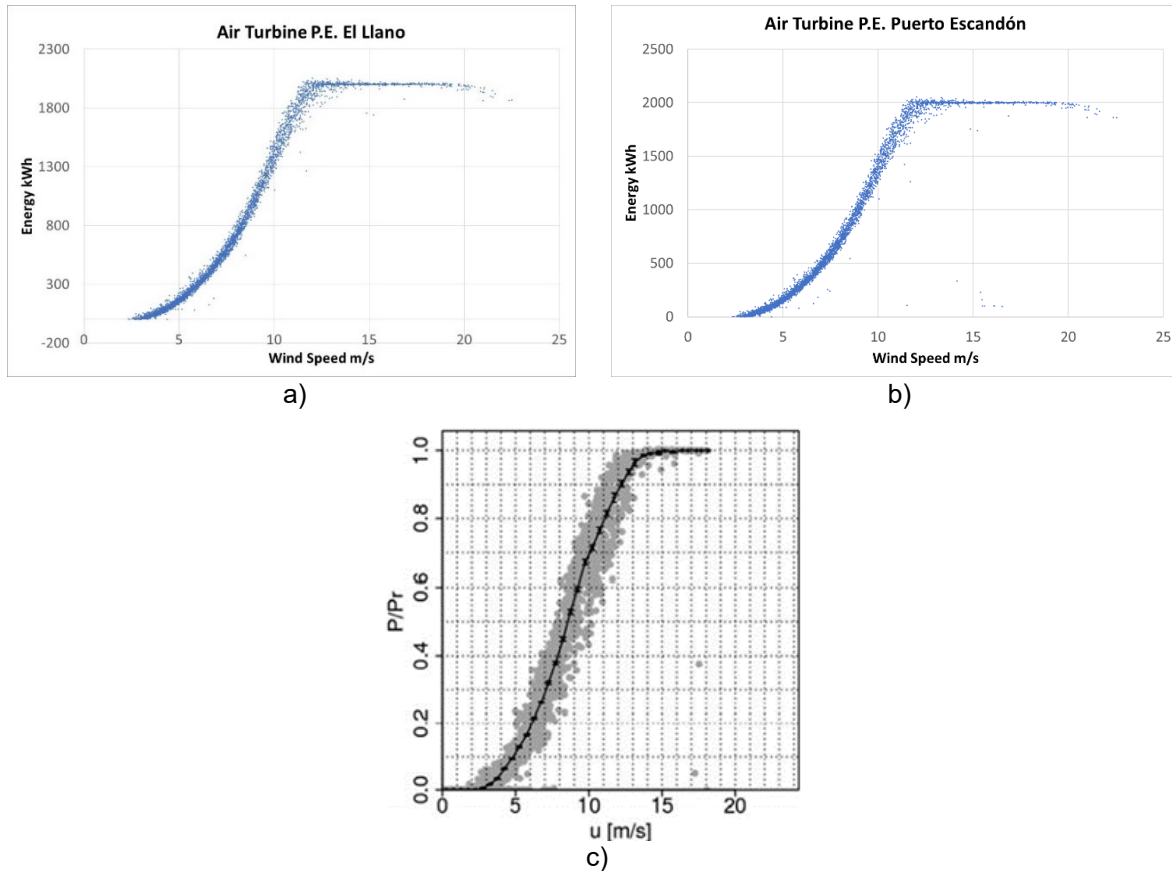 Air Turbine P.E. El Llano
Energy kWh
2300
1800
1300
800
300
-200
0 5 10 15 20 25
Wind Speed m/s
a)
Air Turbine P.E. Puerto Escandón
Energy kWh
2500
2000
1500
1000
500
0
0 5 10 15 20 25
Wind Speed m/s
b)
P/Pr
1.0
0.8
0.6
0.4
0.2
0.0
0 5 10 15 20
u [m/s]
c)